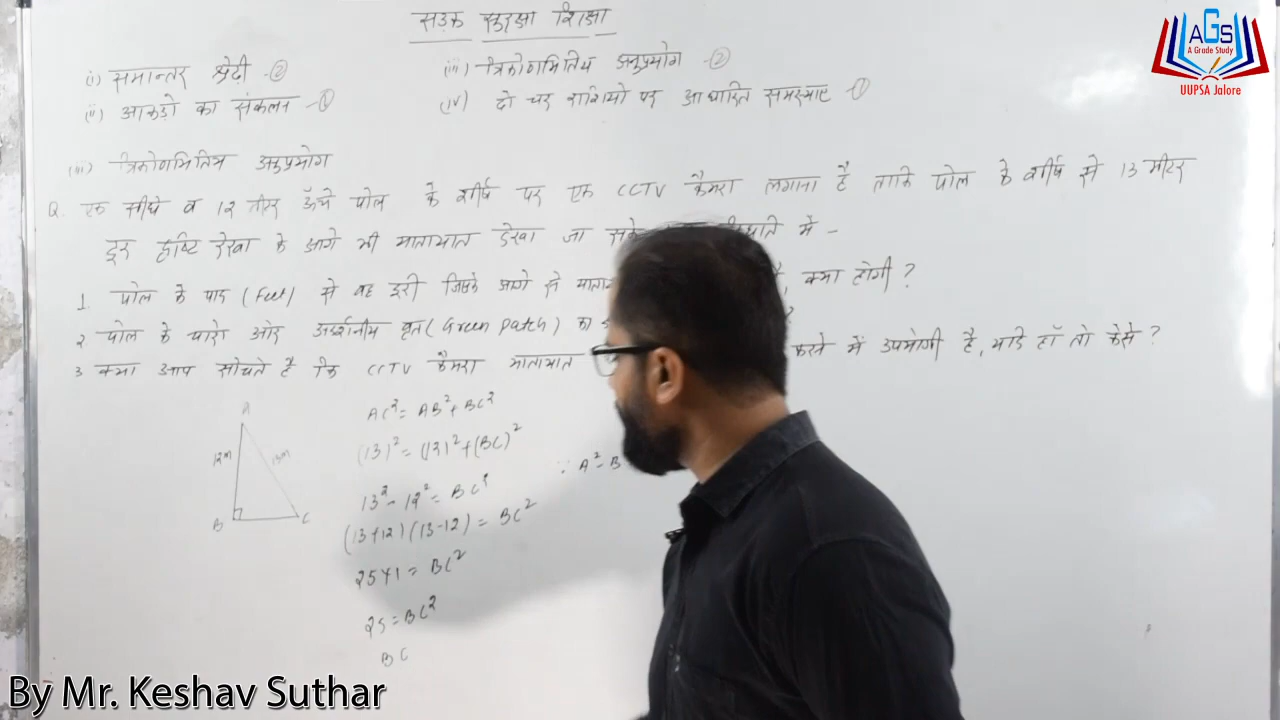 सड़क सुरक्षा शिक्षा
(i) समान्तर श्रेढी - ②
(ii) आकडो का संकलन - ①
(iii) त्रिकोणमितिय अनुप्रयोग - ②
(iv) दो चर राशियो पर आधारित समस्याए - ①
(iii) त्रिकोणमितिय अनुप्रयोग
Q. एक सीधे व 12 मीटर ऊँचे पोल के शीर्ष पर एक CCTV कैमरा लगाना है ताकि पोल के शीर्ष से 13 मीटर
दूर दृष्टि रेखा के आगे भी यातायात देखा जा सके में -
1. पोल के पाद (Feet) से वह दूरी जिसके आगे से क्या होगी ?
2. पोल के चारो ओर अदर्शनीय वृत (Green Patch) का ?
3 क्या आप सोचते है कि CCTV कैमरा यातायात करने में उपयोगी है, यदि हाँ तो कैसे ?
A
12m
13m
B
C
AC² = AB² + BC²
(13)² = (12)² + (BC)²
13² - 12² = BC²
(13+12) (13-12) = BC²
25×1 = BC²
25 = BC²
BC
∵ A² - B
AGS
A Grade Study
UUPSA Jalore
By Mr. Keshav Suthar